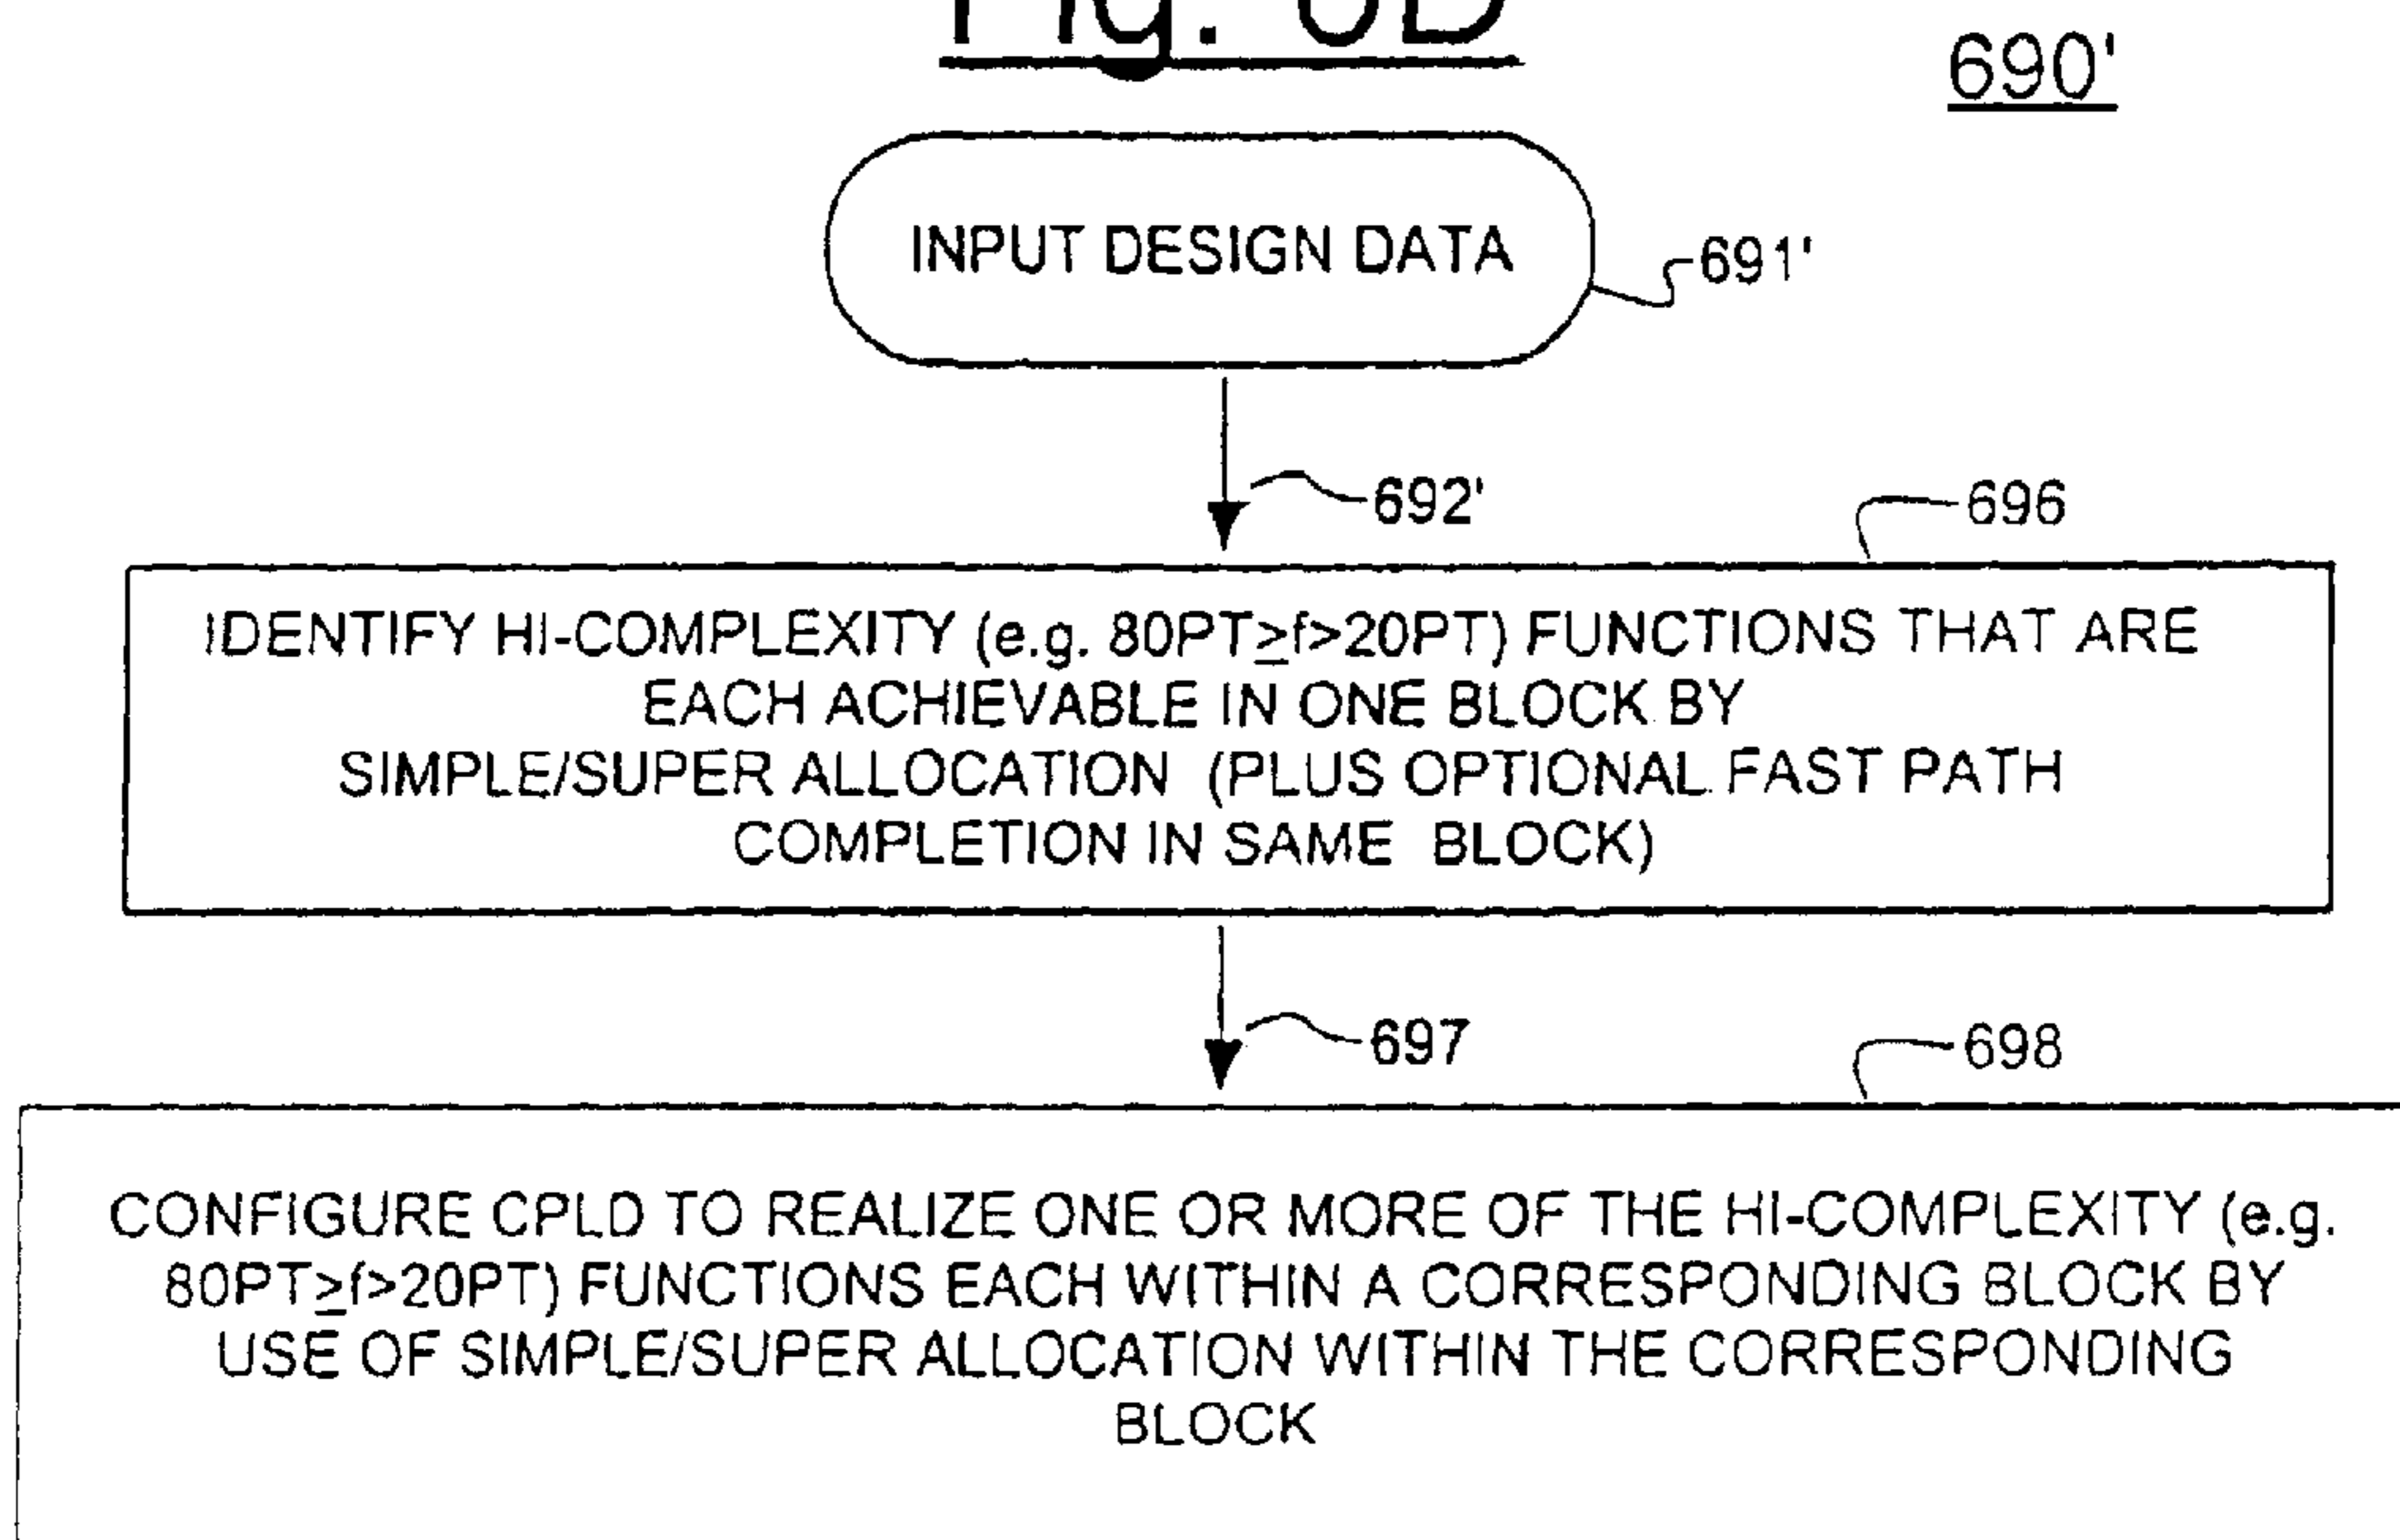 690'
INPUT DESIGN DATA
691'
692'
696
IDENTIFY HI-COMPLEXITY (e.g. 80PT≥f>20PT) FUNCTIONS THAT ARE
EACH ACHIEVABLE IN ONE BLOCK BY
SIMPLE/SUPER ALLOCATION (PLUS OPTIONAL FAST PATH
COMPLETION IN SAME BLOCK)
697
698
CONFIGURE CPLD TO REALIZE ONE OR MORE OF THE HI-COMPLEXITY (e.g.
80PT≥f>20PT) FUNCTIONS EACH WITHIN A CORRESPONDING BLOCK BY
USE OF SIMPLE/SUPER ALLOCATION WITHIN THE CORRESPONDING
BLOCK